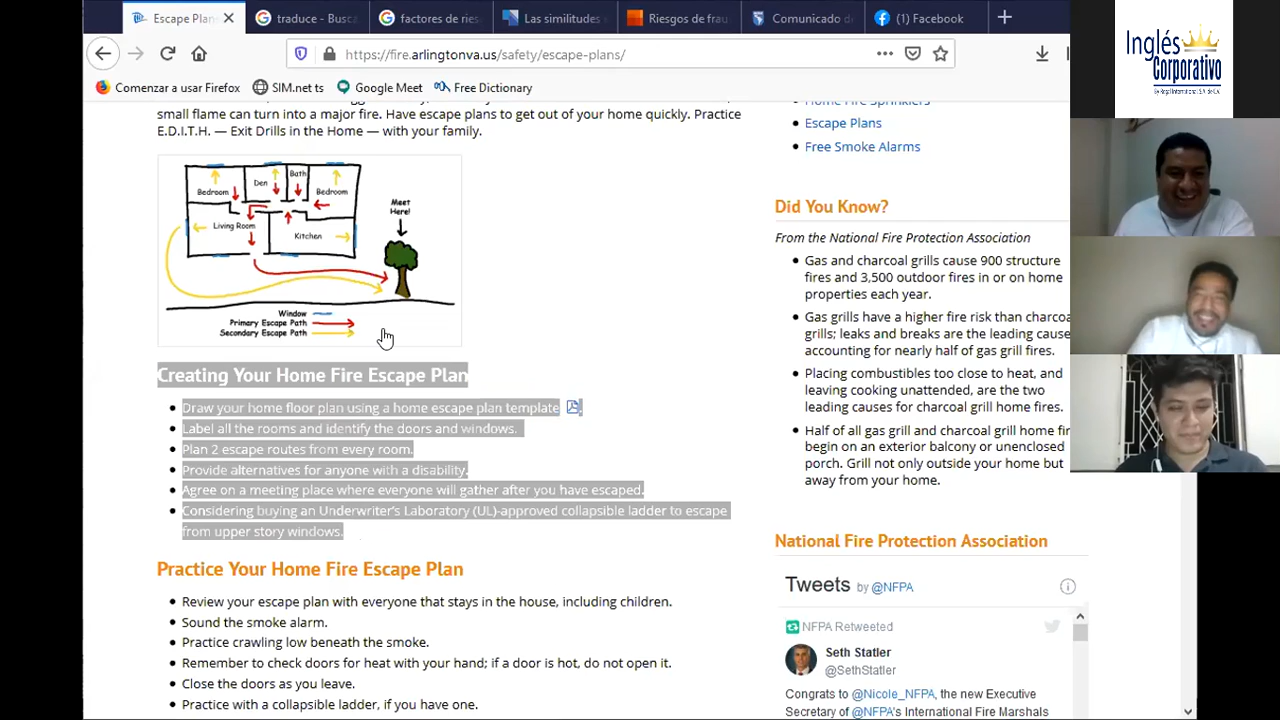 Escape Plan
traduce - Busc
factores de ries
Las similitudes
Riesgos de frau
Comunicado d
(1) Facebook
https://fire.arlingtonva.us/safety/escape-plans/
Comenzar a usar Firefox
SIM.net ts
Google Meet
Free Dictionary
Inglés
Corporativo
by Regal International, S.A. de C.V.
small flame can turn into a major fire. Have escape plans to get out of your home quickly. Practice
E.D.I.T.H. — Exit Drills in the Home — with your family.
Bedroom
Den
Bath
Bedroom
Living Room
Kitchen
Meet
Here!
Window
Primary Escape Path
Secondary Escape Path
Creating Your Home Fire Escape Plan
Draw your home floor plan using a home escape plan template
Label all the rooms and identify the doors and windows.
Plan 2 escape routes from every room.
Provide alternatives for anyone with a disability.
Agree on a meeting place where everyone will gather after you have escaped.
Considering buying an Underwriter's Laboratory (UL)-approved collapsible ladder to escape
from upper story windows.
Practice Your Home Fire Escape Plan
Review your escape plan with everyone that stays in the house, including children.
Sound the smoke alarm.
Practice crawling low beneath the smoke.
Remember to check doors for heat with your hand; if a door is hot, do not open it.
Close the doors as you leave.
Practice with a collapsible ladder, if you have one.
Home Fire Sprinklers
Escape Plans
Free Smoke Alarms
Did You Know?
From the National Fire Protection Association
Gas and charcoal grills cause 900 structure
fires and 3,500 outdoor fires in or on home
properties each year.
Gas grills have a higher fire risk than charcoa
grills; leaks and breaks are the leading cause
accounting for nearly half of gas grill fires.
Placing combustibles too close to heat, and
leaving cooking unattended, are the two
leading causes for charcoal grill home fires.
Half of all gas grill and charcoal grill home fir
begin on an exterior balcony or unenclosed
porch. Grill not only outside your home but
away from your home.
National Fire Protection Association
Tweets by @NFPA
NFPA Retweeted
Seth Statler
@SethStatler
Congrats to @Nicole_NFPA, the new Executive
Secretary of @NFPA's International Fire Marshals